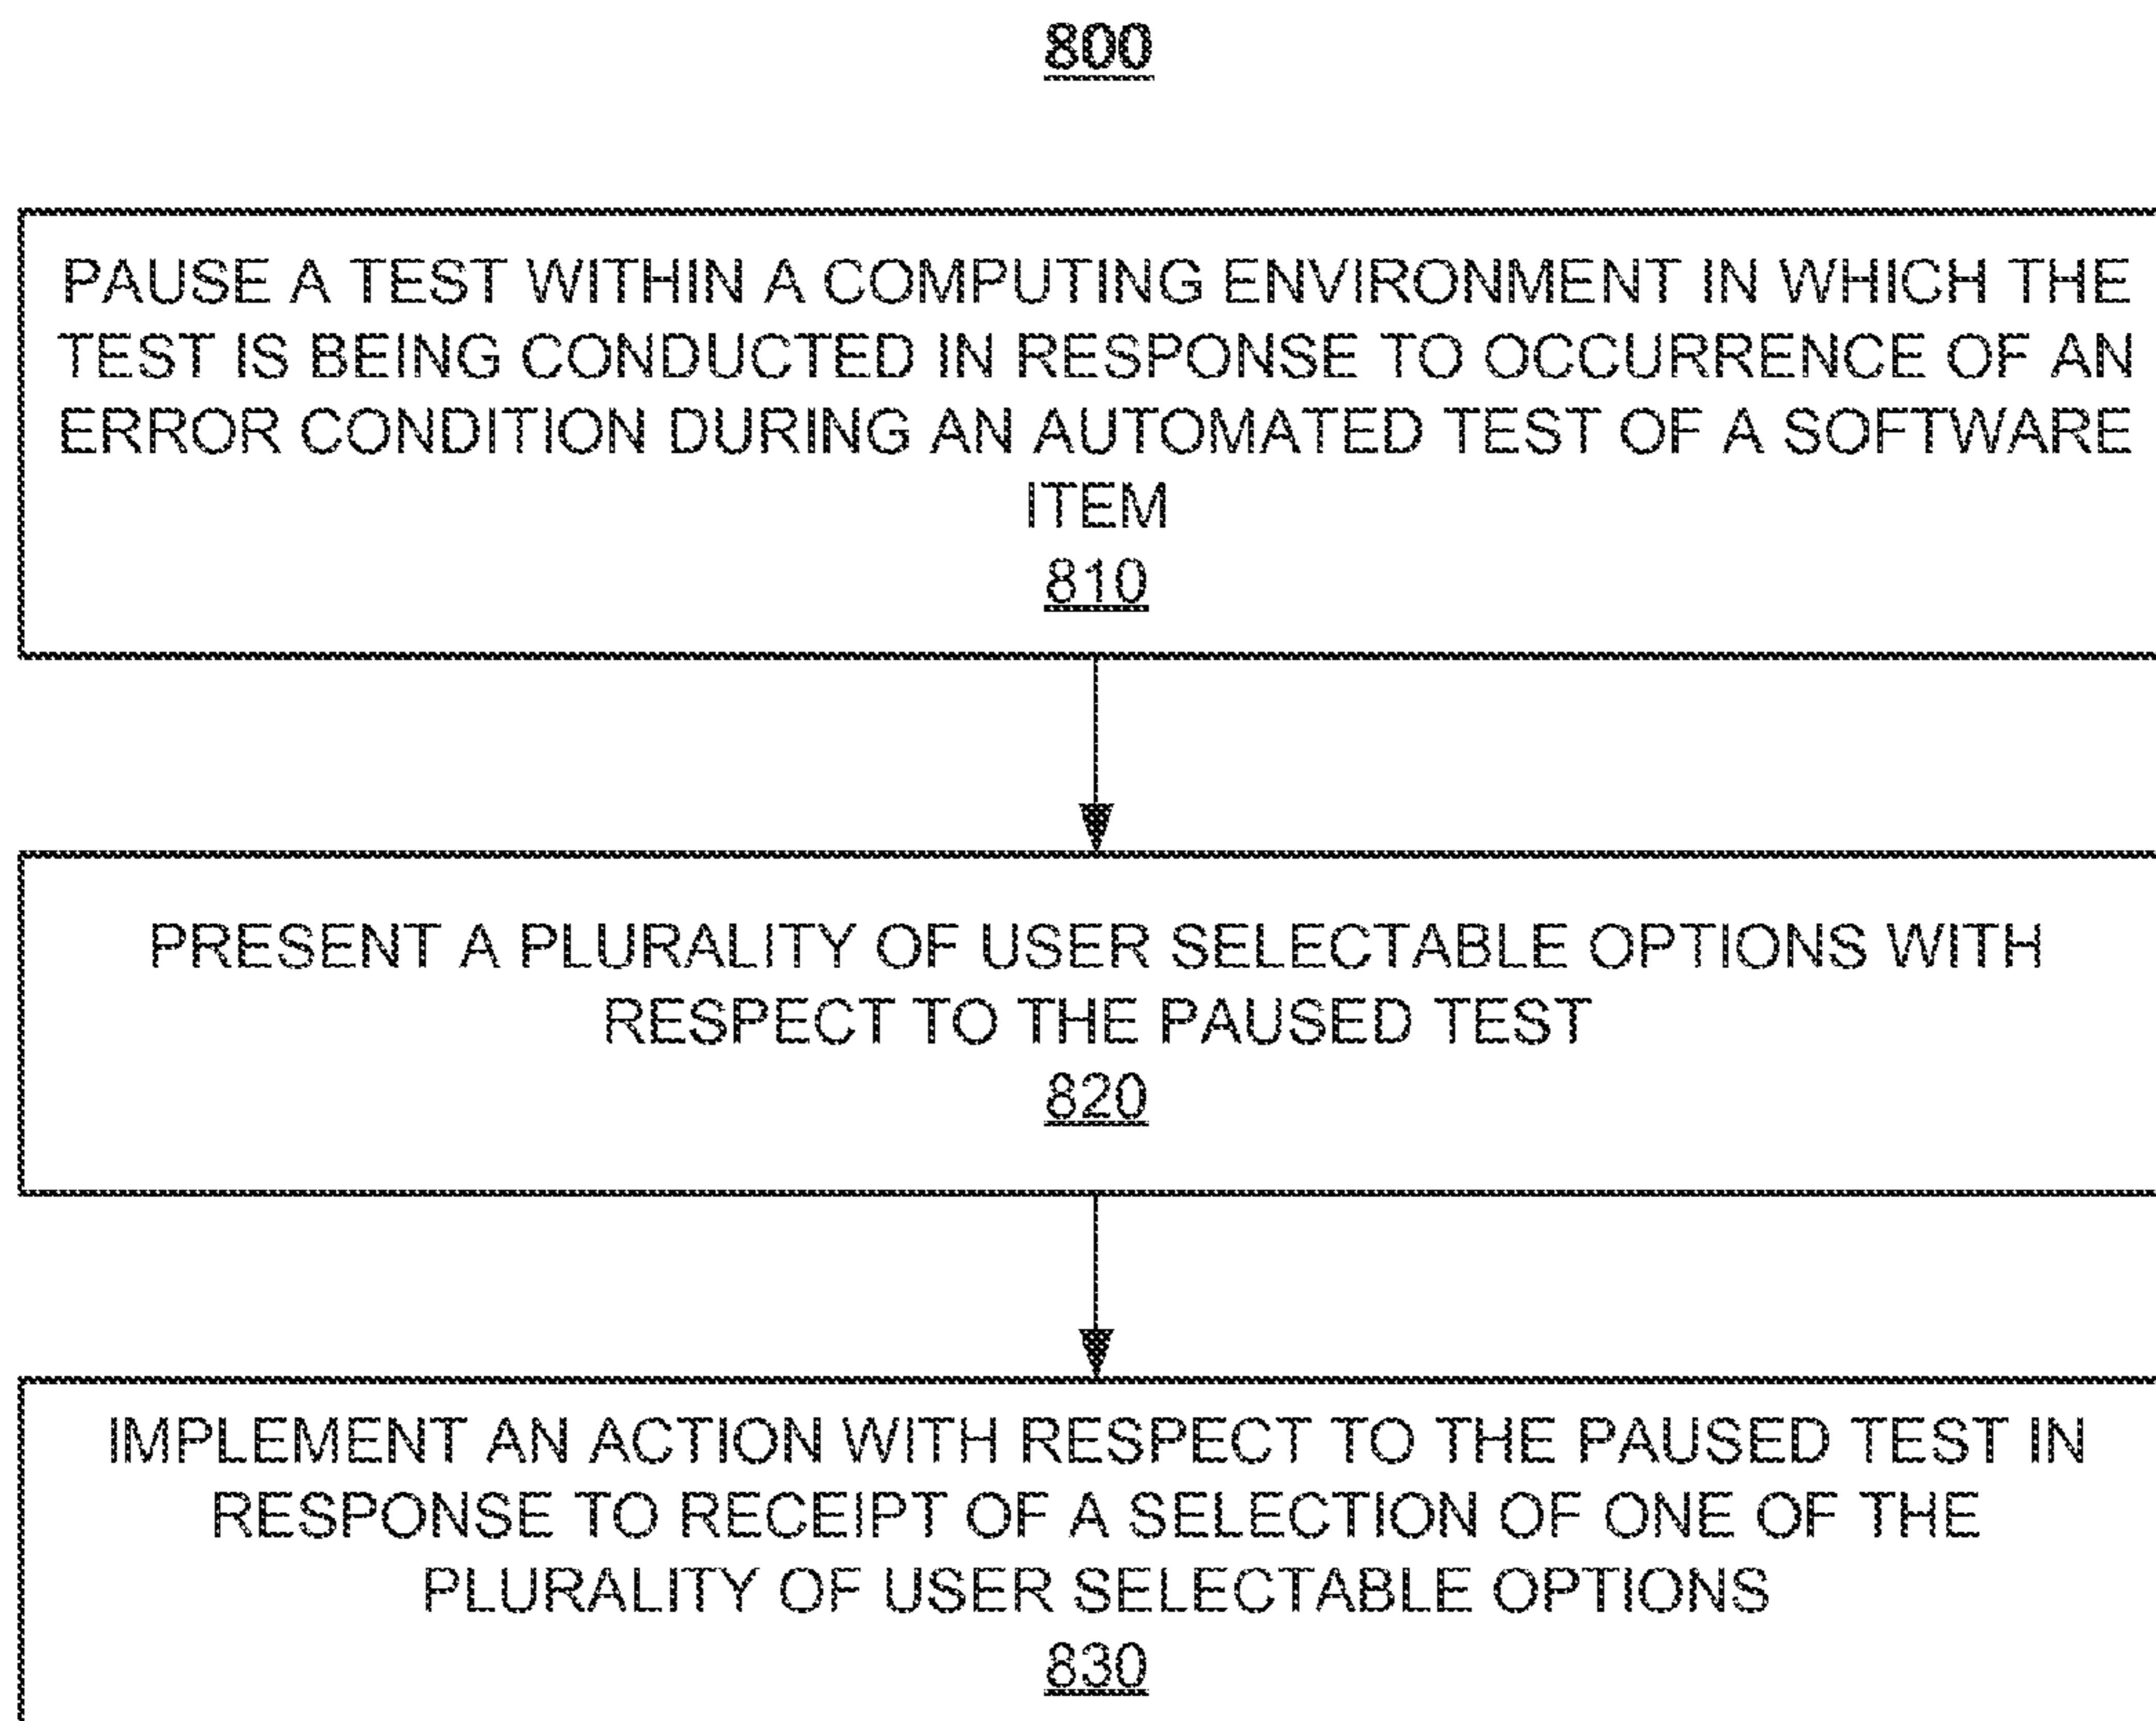 800
PAUSE A TEST WITHIN A COMPUTING ENVIRONMENT IN WHICH THE
TEST IS BEING CONDUCTED IN RESPONSE TO OCCURRENCE OF AN
ERROR CONDITION DURING AN AUTOMATED TEST OF A SOFTWARE
ITEM
810
PRESENT A PLURALITY OF USER SELECTABLE OPTIONS WITH
RESPECT TO THE PAUSED TEST
820
IMPLEMENT AN ACTION WITH RESPECT TO THE PAUSED TEST IN
RESPONSE TO RECEIPT OF A SELECTION OF ONE OF THE
PLURALITY OF USER SELECTABLE OPTIONS
830